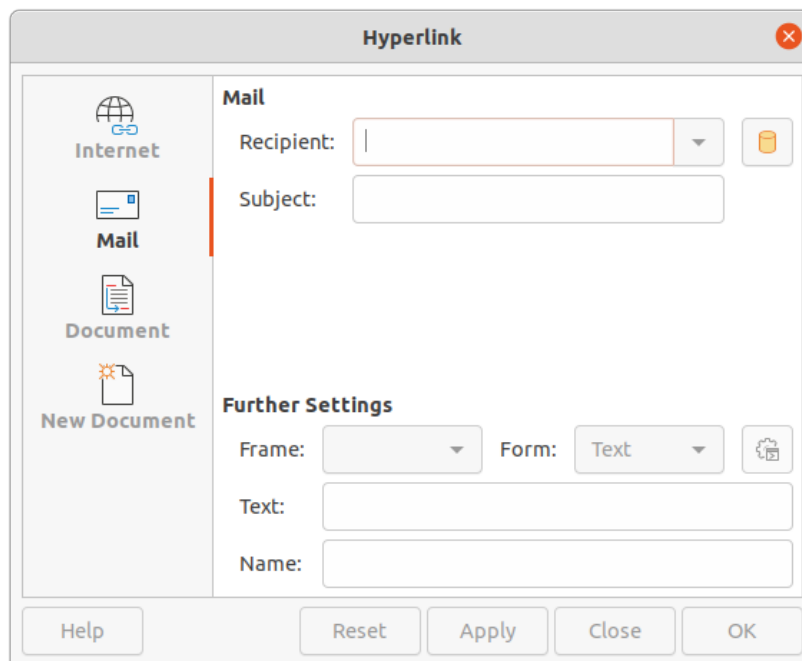 Hyperlink
Internet
Mail
Document
New Document
Mail
Recipient:
Subject:
Further Settings
Frame: Form: Text
Text:
Name:
Help Reset Apply Close OK